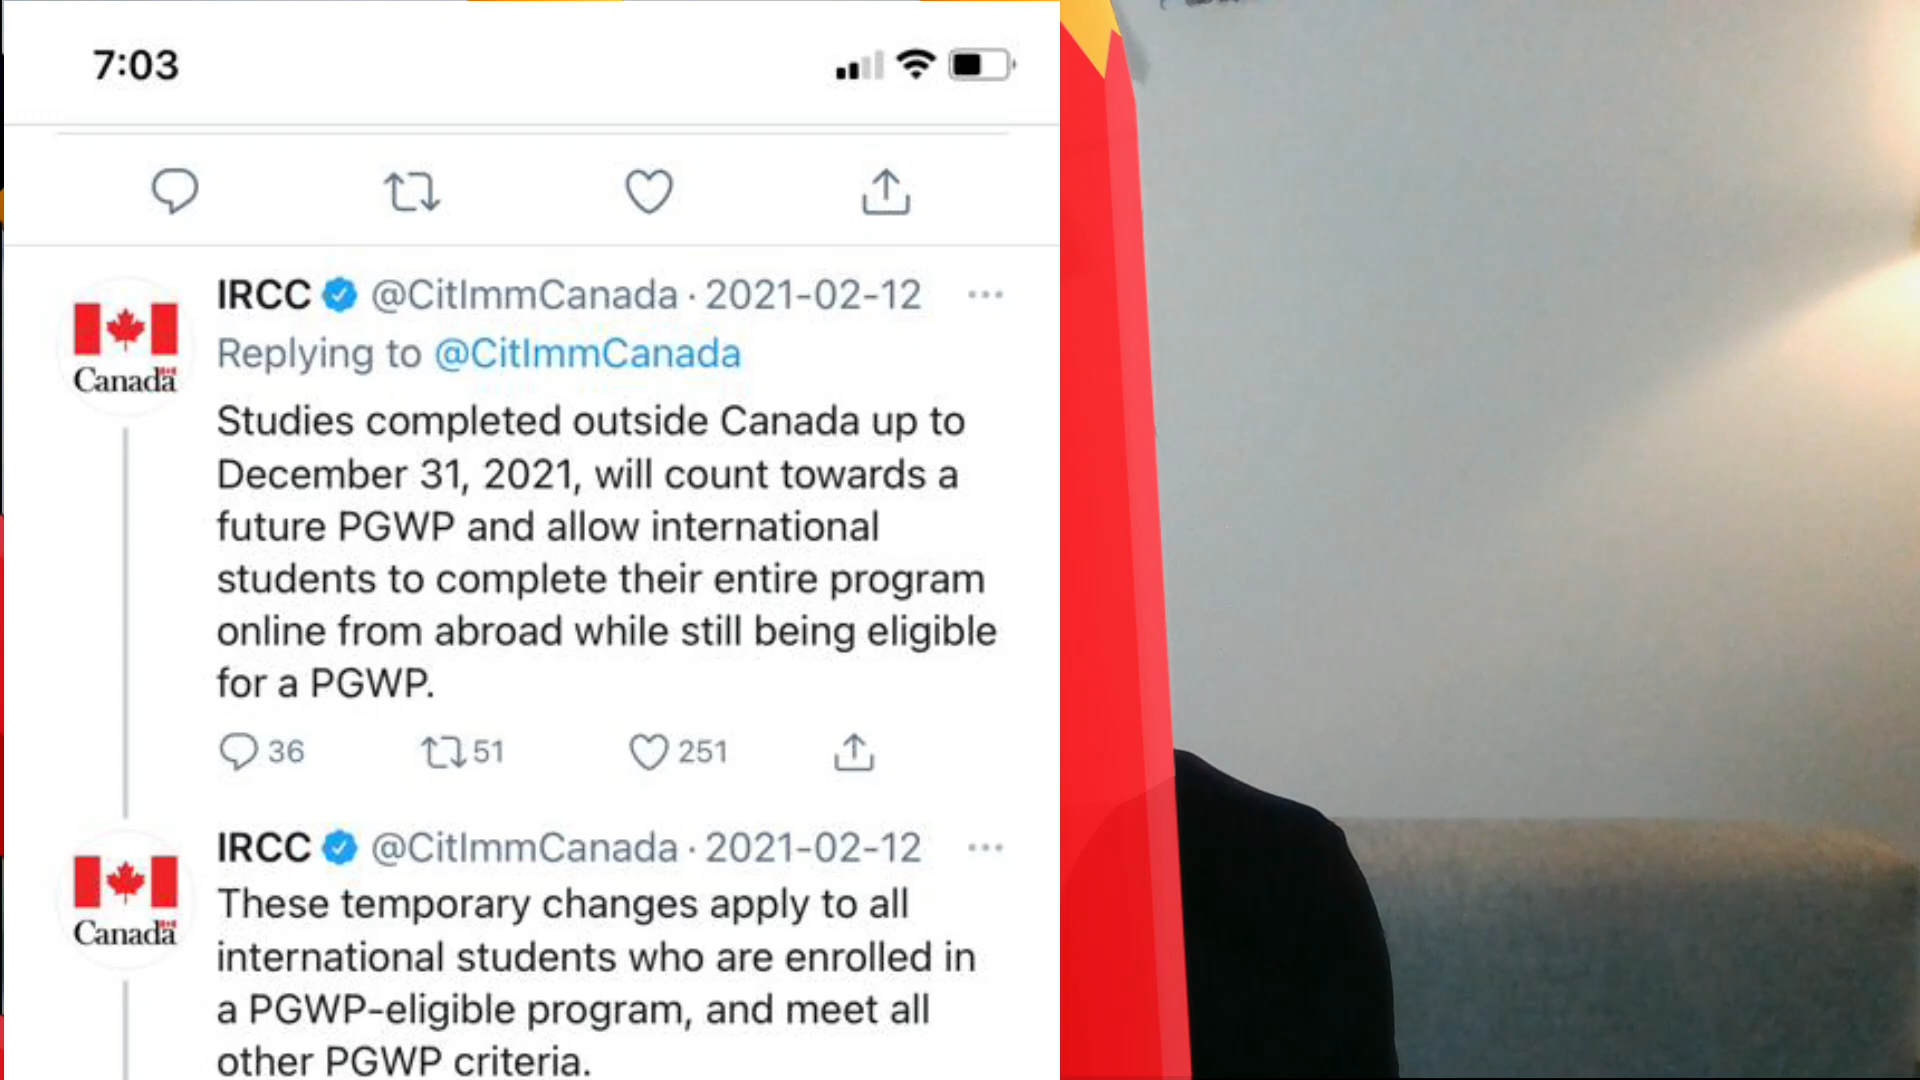 7:03
IRCC @CitImmCanada · 2021-02-12
Replying to @CitImmCanada
Canada
Studies completed outside Canada up to
December 31, 2021, will count towards a
future PGWP and allow international
students to complete their entire program
online from abroad while still being eligible
for a PGWP.
36 51 251
IRCC @CitImmCanada · 2021-02-12
Canada
These temporary changes apply to all
international students who are enrolled in
a PGWP-eligible program, and meet all
other PGWP criteria.